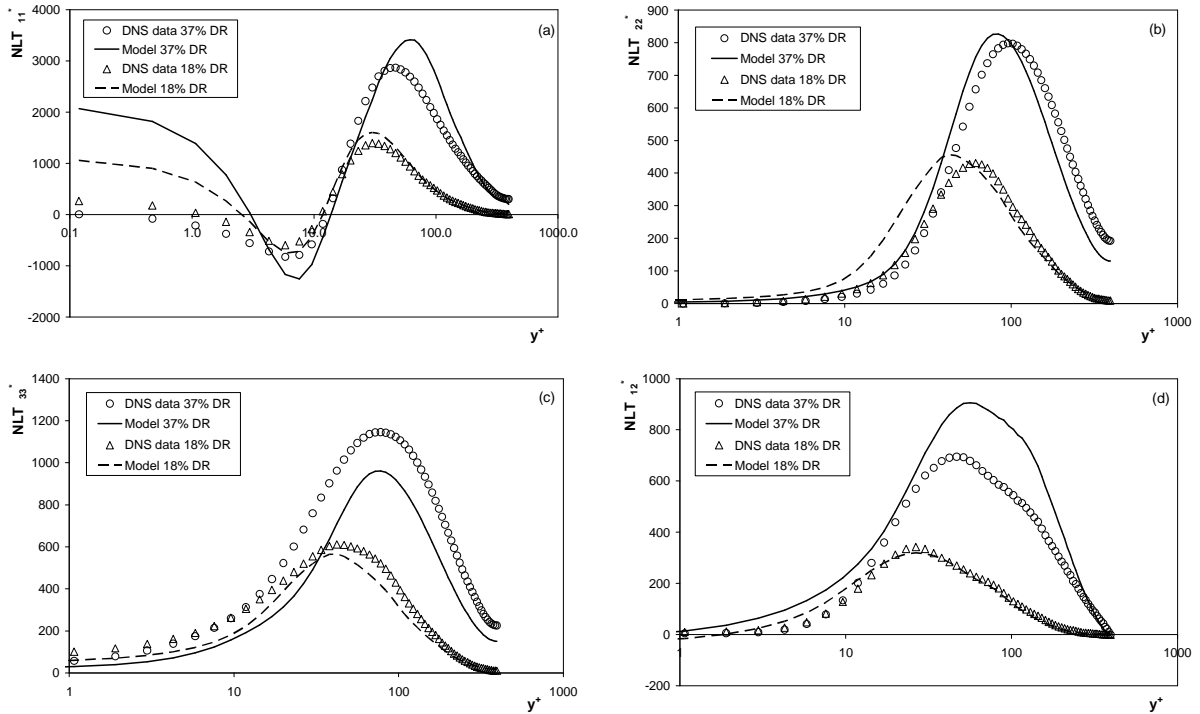 NLT 11 *
(a)
DNS data 37% DR
Model 37% DR
DNS data 18% DR
Model 18% DR
4000
3000
2000
1000
0
-1000
-2000
0.1
1.0
10.0
100.0
1000.0
y+
NLT 22 *
(b)
DNS data 37% DR
Model 37% DR
DNS data 18% DR
Model 18% DR
900
800
700
600
500
400
300
200
100
0
1
10
100
1000
y+
NLT 33 *
(c)
DNS data 37% DR
Model 37% DR
DNS data 18% DR
Model 18% DR
1400
1200
1000
800
600
400
200
0
1
10
100
1000
y+
NLT 12 *
(d)
DNS data 37% DR
Model 37% DR
DNS data 18% DR
Model 18% DR
1000
800
600
400
200
0
-200
1
10
100
1000
y+